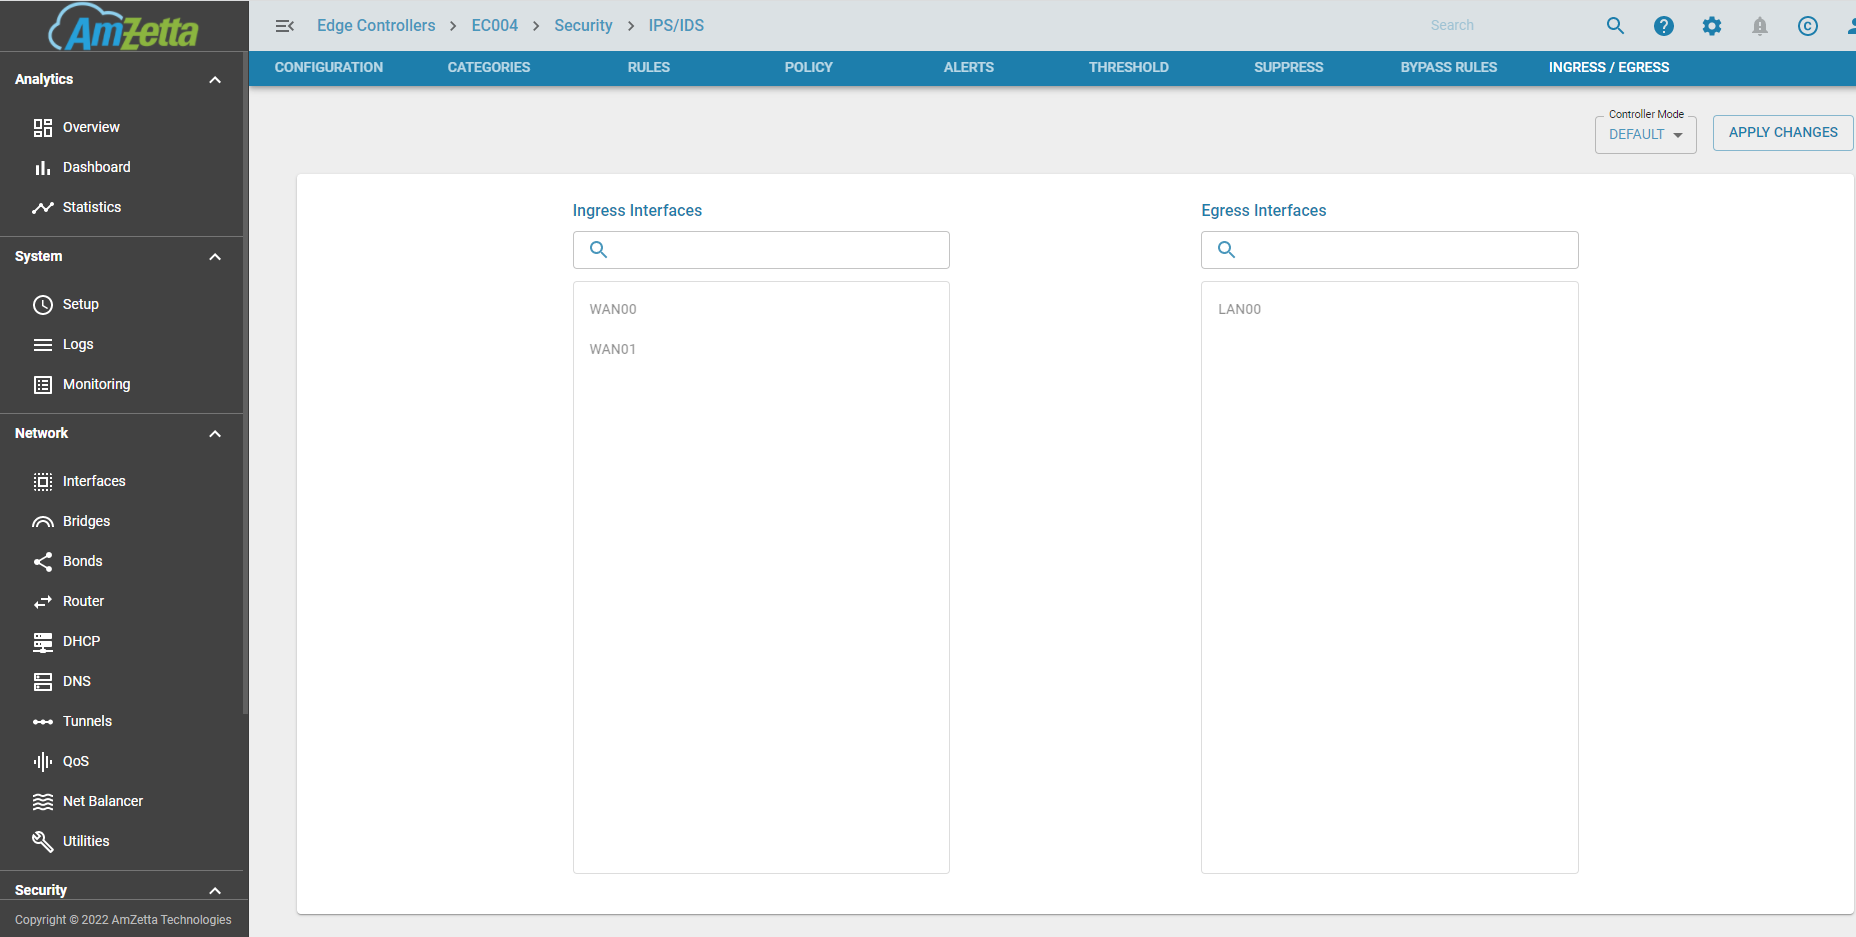 AmZetta
Edge Controllers > EC004 > Security > IPS/IDS
Search
CONFIGURATION CATEGORIES RULES POLICY ALERTS THRESHOLD SUPPRESS BYPASS RULES INGRESS / EGRESS
Analytics
Overview
Dashboard
Statistics
System
Setup
Logs
Monitoring
Network
Interfaces
Bridges
Bonds
Router
DHCP
DNS
Tunnels
QoS
Net Balancer
Utilities
Security
Copyright © 2022 AmZetta Technologies
Controller Mode
DEFAULT
APPLY CHANGES
Ingress Interfaces
WAN00
WAN01
Egress Interfaces
LAN00